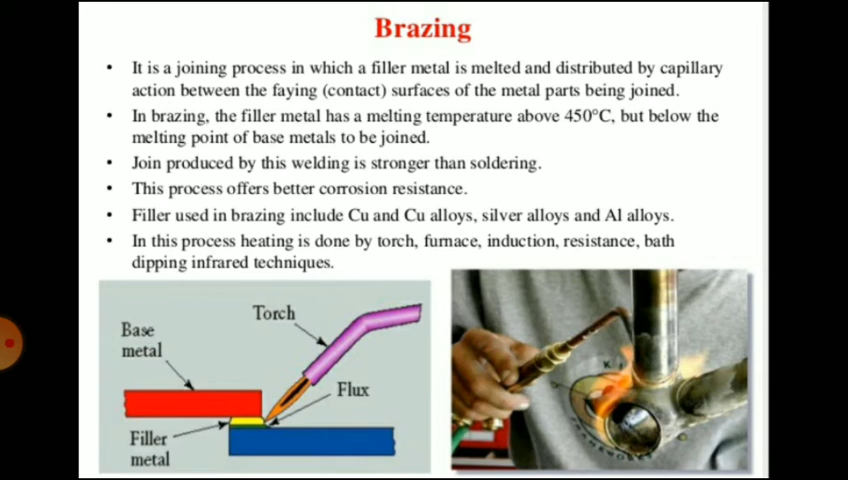 Brazing
• It is a joining process in which a filler metal is melted and distributed by capillary
action between the faying (contact) surfaces of the metal parts being joined.
• In brazing, the filler metal has a melting temperature above 450°C, but below the
melting point of base metals to be joined.
• Join produced by this welding is stronger than soldering.
• This process offers better corrosion resistance.
• Filler used in brazing include Cu and Cu alloys, silver alloys and Al alloys.
• In this process heating is done by torch, furnace, induction, resistance, bath
dipping infrared techniques.
Torch
Base
metal
Flux
Filler
metal